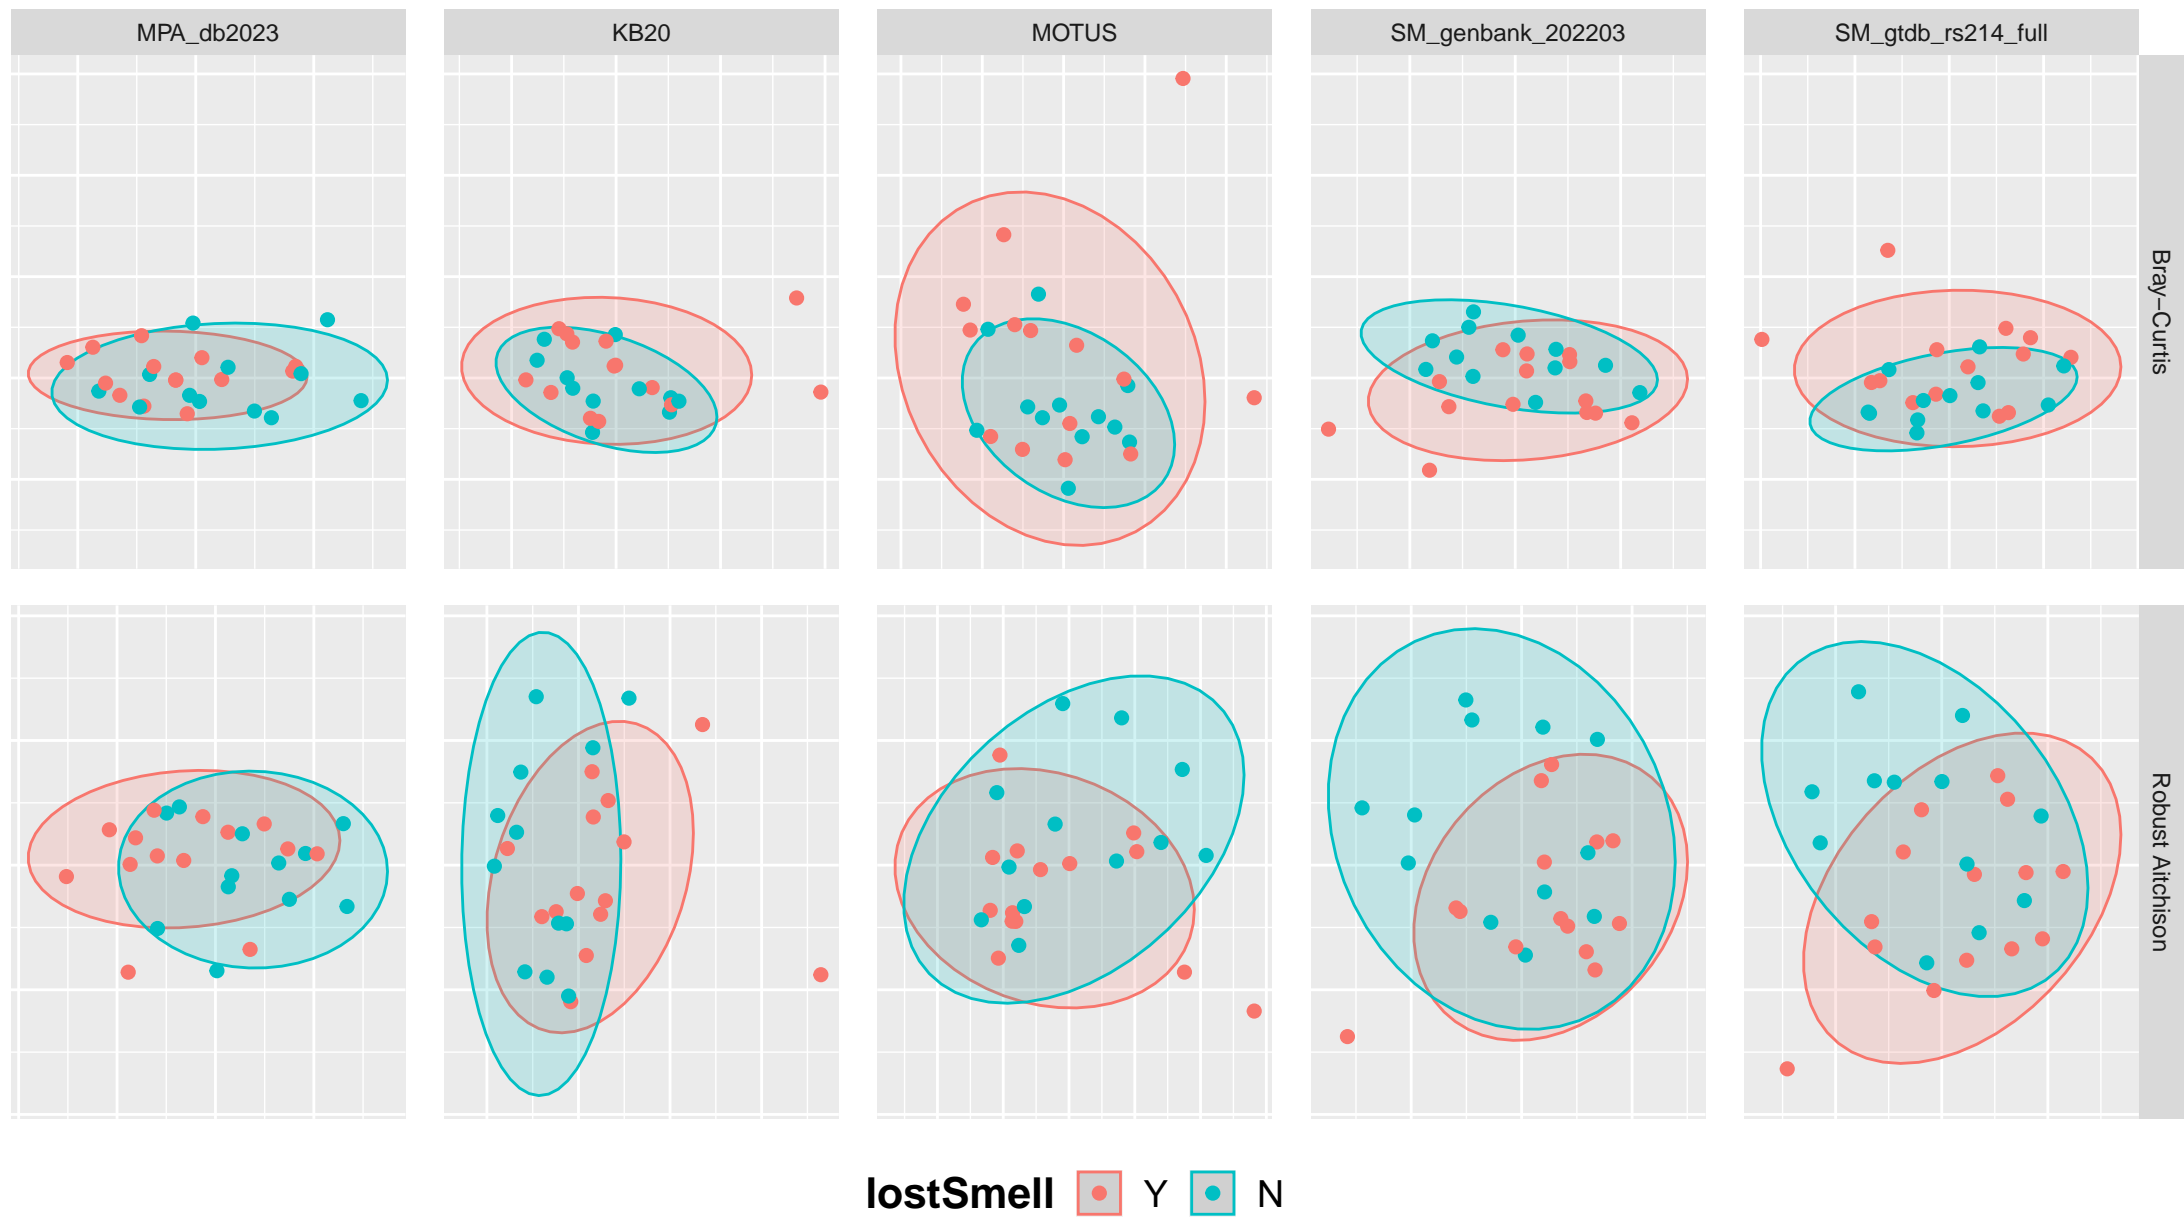 MPA_db2023
KB20
MOTUS
SM_genbank_202203
SM_gtdb_rs214_full
Bray−Curtis
Robust Aitchison
lostSmell Y N